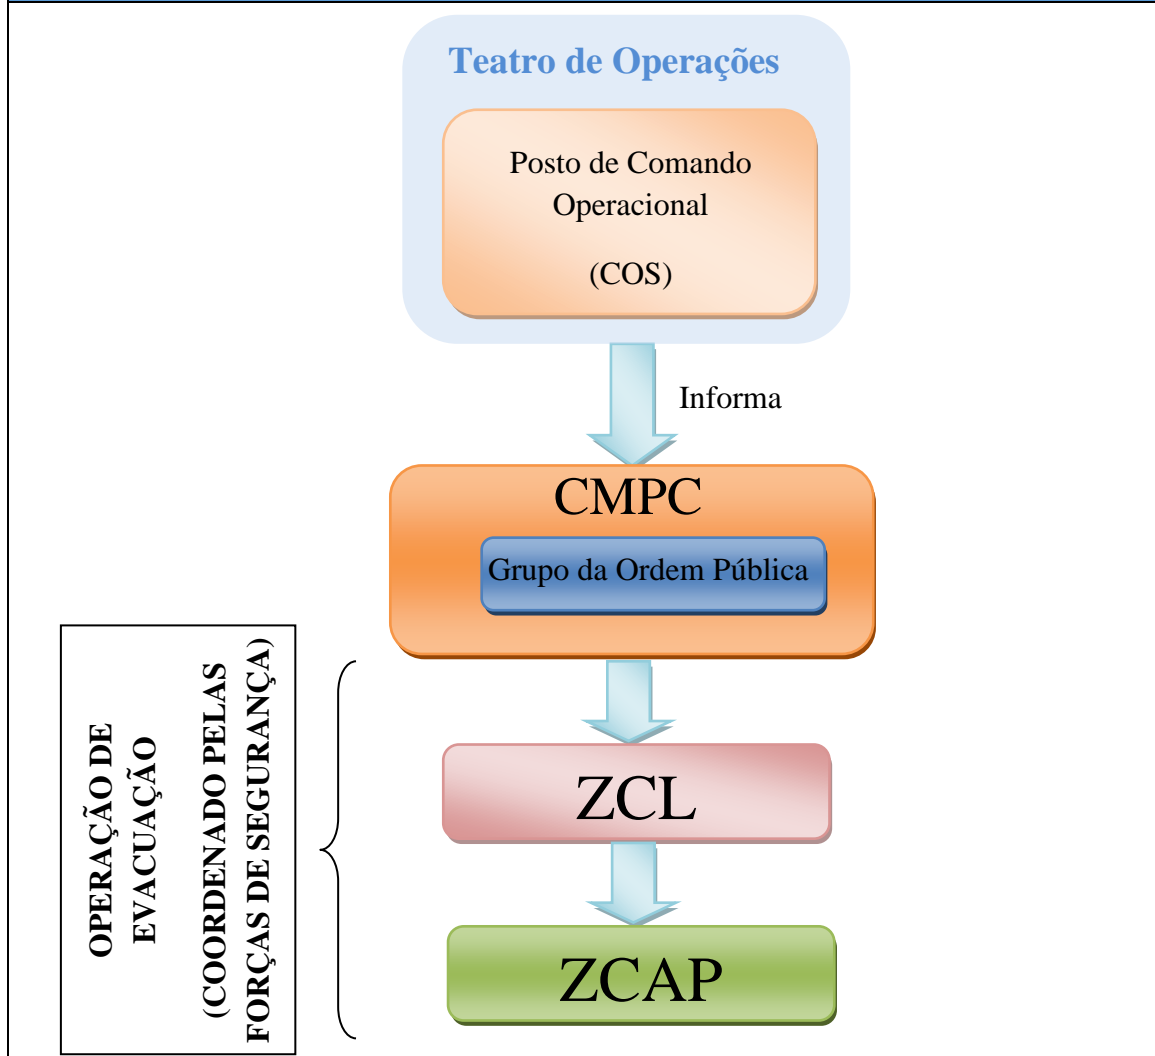 Teatro de Operações
Posto de Comando
Operacional
(COS)
Informa
CMPC
Grupo da Ordem Pública
OPERAÇÃO DE
EVACUAÇÃO
(COORDENADO PELAS
FORÇAS DE SEGURANÇA)
ZCL
ZCAP